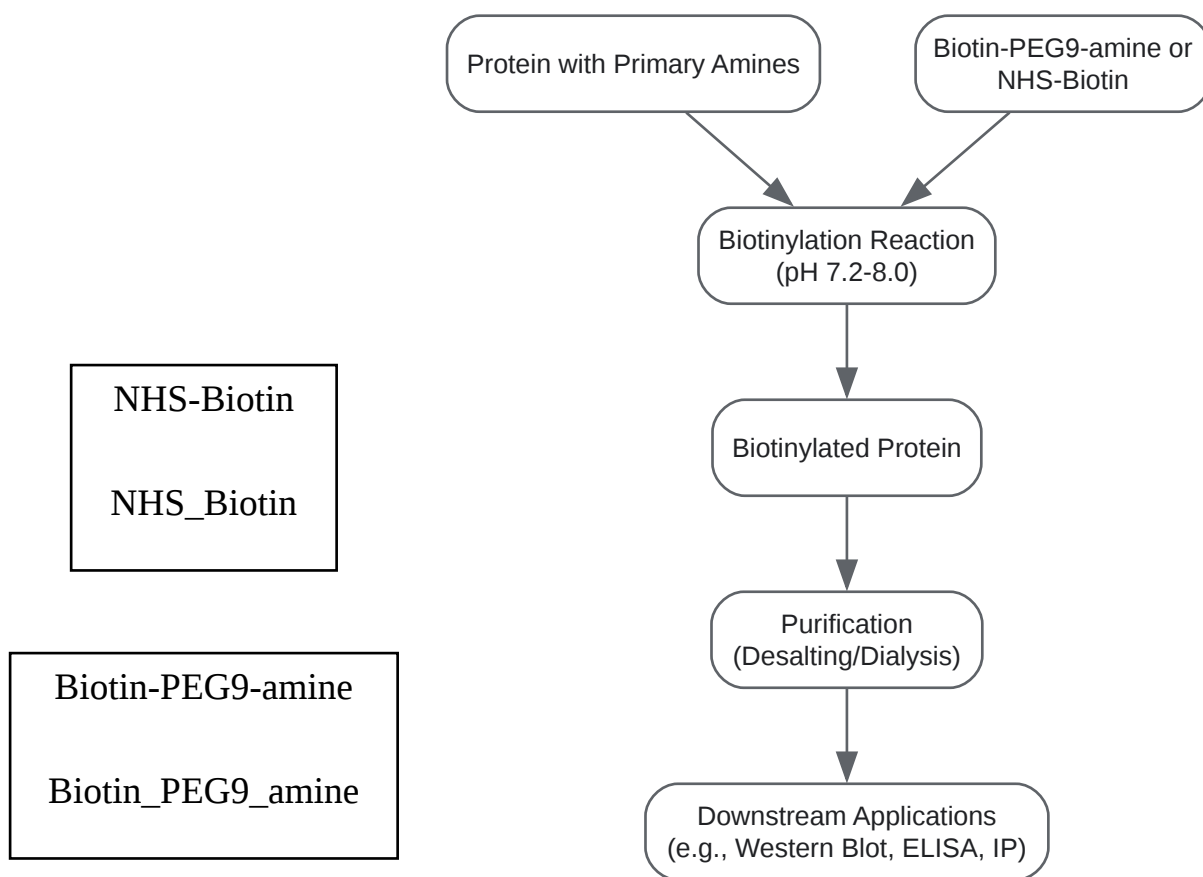 Protein with Primary Amines
Biotin-PEG9-amine or
NHS-Biotin
Biotinylation Reaction
(pH 7.2-8.0)
NHS-Biotin
NHS_Biotin
Biotinylated Protein
Purification
(Desalting/Dialysis)
Biotin-PEG9-amine
Biotin_PEG9_amine
Downstream Applications
(e.g., Western Blot, ELISA, IP)